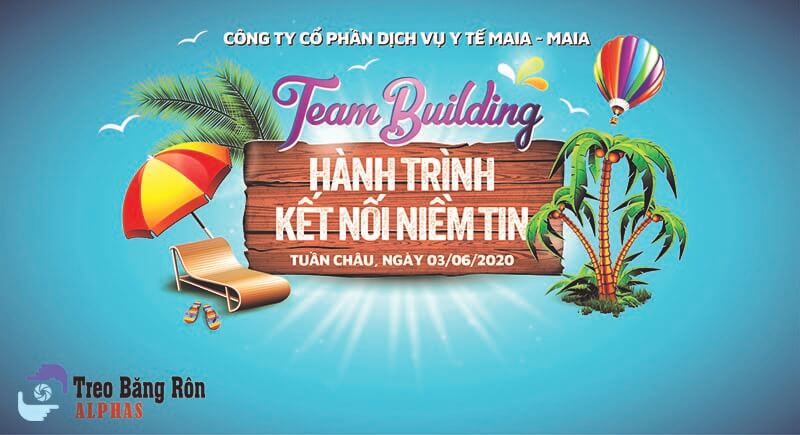 CÔNG TY CỔ PHẦN DỊCH VỤ Y TẾ MAIA - MAIA
Team Building
HÀNH TRÌNH
KẾT NỐI NIỀM TIN
TUẦN CHÂU, NGÀY 03/06/2020
Treo Băng Rôn
ALPHAS